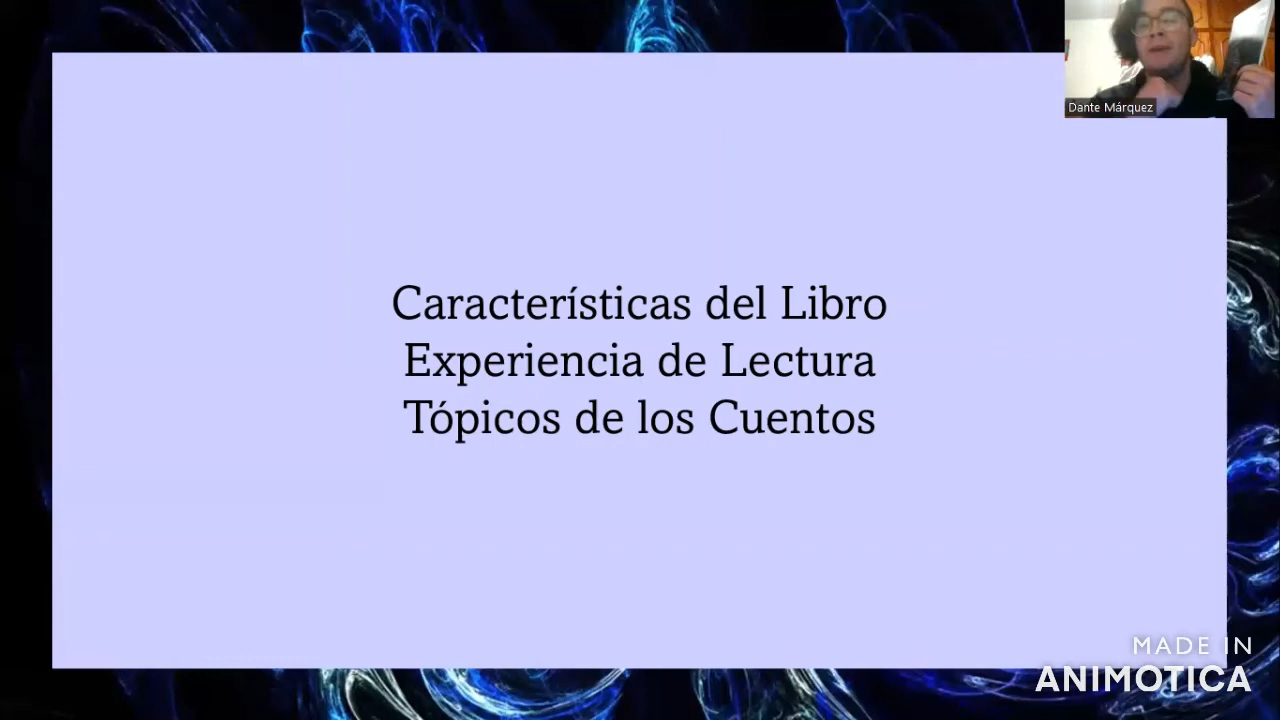 Dante Márquez
Características del Libro
Experiencia de Lectura
Tópicos de los Cuentos
MADE IN
ANIMOTICA